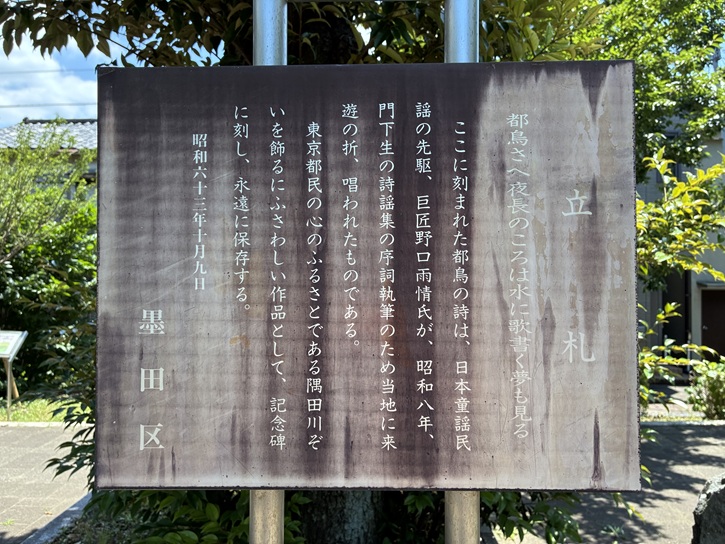 立札
都鳥さへ夜長のころは水に歌書く夢も見る
ここに刻まれた都鳥の詩は、日本童謡民
謡の先駆、巨匠野口雨情氏が、昭和八年、
門下生の詩謡集の序詞執筆のため当地に来
遊の折、唱われたものである。
東京都民の心のふるさとである隅田川ぞ
いを飾るにふさわしい作品として、記念碑
に刻し、永遠に保存する。
昭和六十三年十月九日
墨田区